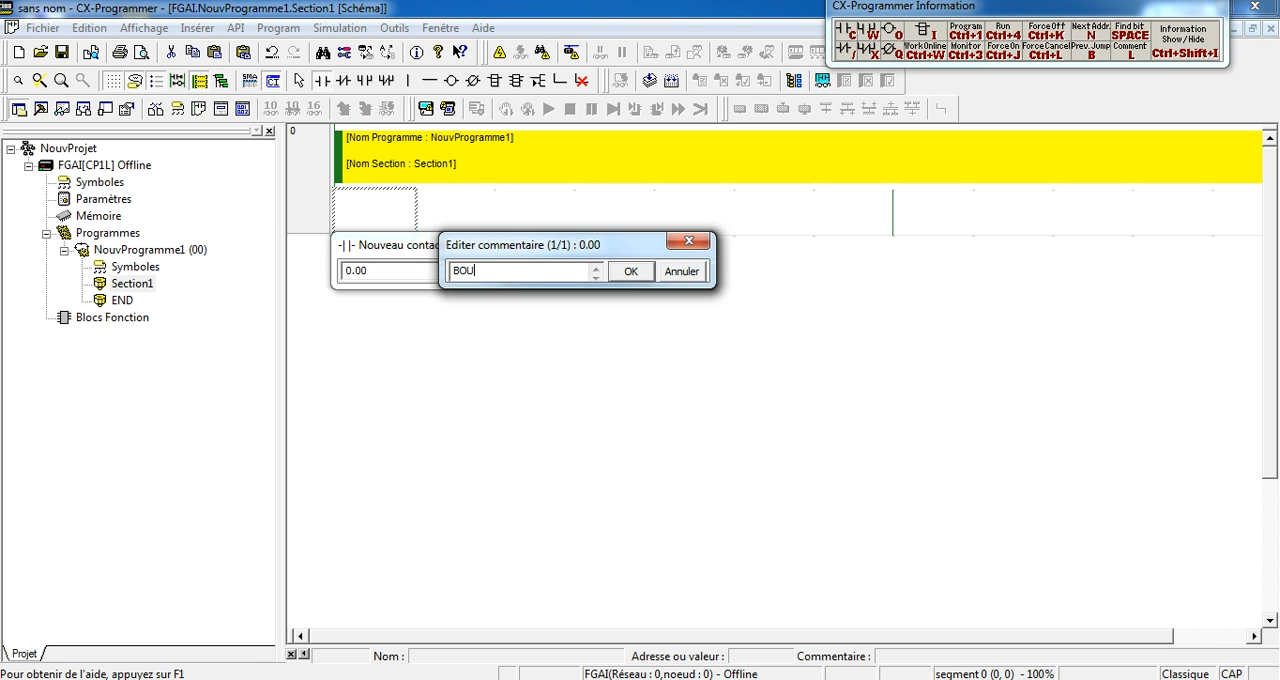 sans nom - CX-Programmer - [FGAI.NouvProgramme1.Section1 [Schéma]]
CX-Programmer Information
Fichier Edition Affichage Insérer API Program Simulation Outils Fenêtre Aide
C W O I Program Ctrl+1 Run Ctrl+4 Force Off Ctrl+K Next Addr. N Find bit SPACE Information Show/Hide Ctrl+Shift+I
/ X Q Work Online Ctrl+W Monitor Ctrl+3 Force On Ctrl+J Force Cancel Ctrl+L Prev. Jump B Comment L
10 10 16
NouvProjet
FGAI[CP1L] Offline
Symboles
Paramètres
Mémoire
Programmes
NouvProgramme1 (00)
Symboles
Section1
END
Blocs Fonction
Projet
0
[Nom Programme : NouvProgramme1]
[Nom Section : Section1]
-||- Nouveau contac
0.00
Editer commentaire (1/1) : 0.00
BOU
OK
Annuler
Nom : Adresse ou valeur : Commentaire :
Pour obtenir de l'aide, appuyez sur F1
FGAI(Réseau : 0,noeud : 0) - Offline
segment 0 (0, 0) - 100%
Classique
CAP